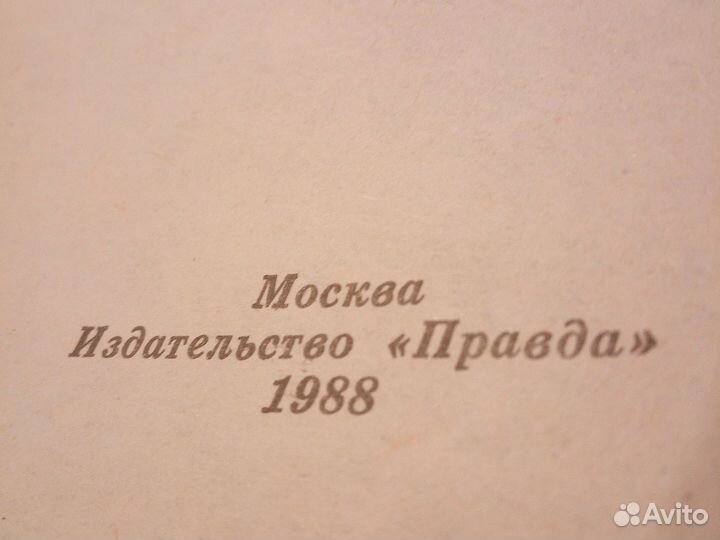 Москва
Издательство «Правда»
1988
Avito